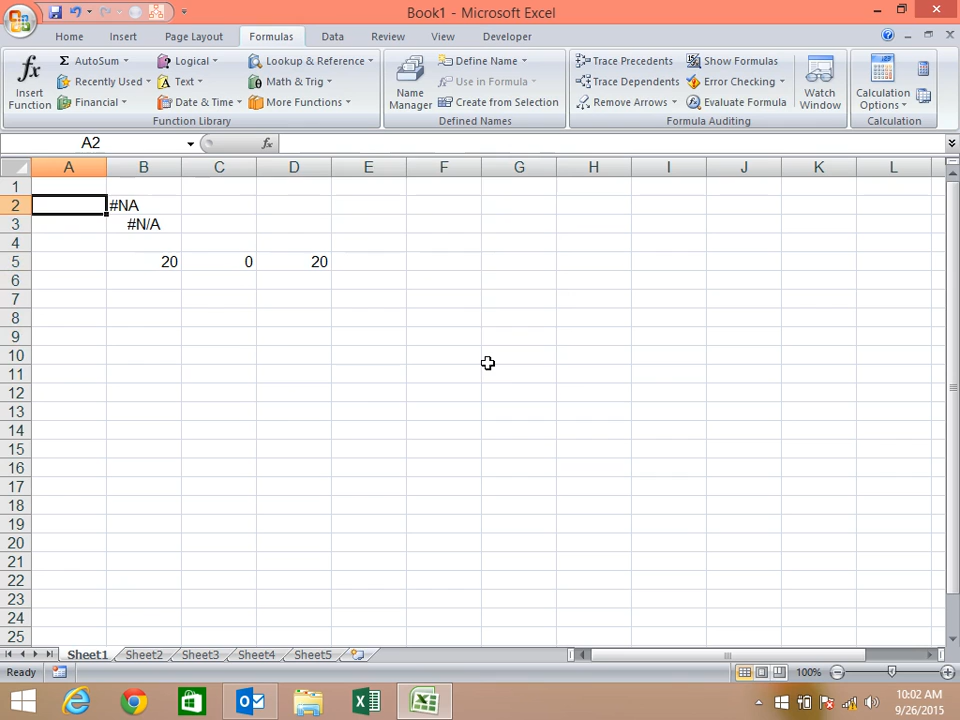 Book1 - Microsoft Excel
Home Insert Page Layout Formulas Data Review View Developer
Insert Function
AutoSum Logical Lookup & Reference
Recently Used Text Math & Trig
Financial Date & Time More Functions
Function Library
Name Manager
Define Name
Use in Formula
Create from Selection
Defined Names
Trace Precedents Show Formulas
Trace Dependents Error Checking
Remove Arrows Evaluate Formula
Formula Auditing
Watch Window
Calculation Options
Calculation
A2 fx
A B C D E F G H I J K L
1
2 #NA
3 #N/A
4
5 20 0 20
6
7
8
9
10
11
12
13
14
15
16
17
18
19
20
21
22
23
24
25
Sheet1 Sheet2 Sheet3 Sheet4 Sheet5
Ready 100%
10:02 AM
9/26/2015